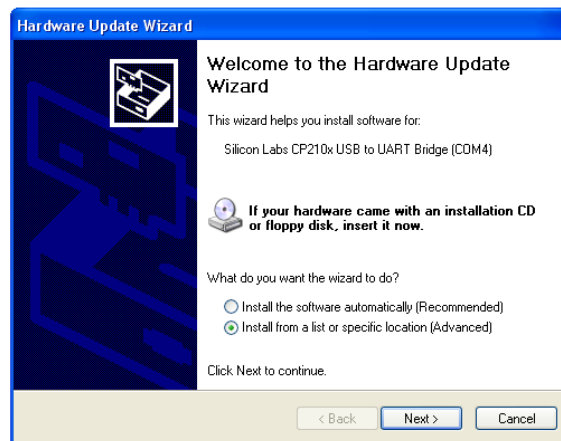 Hardware Update Wizard
Welcome to the Hardware Update
Wizard
This wizard helps you install software for:
Silicon Labs CP210x USB to UART Bridge (COM4)
If your hardware came with an installation CD
or floppy disk, insert it now.
What do you want the wizard to do?
Install the software automatically (Recommended)
Install from a list or specific location (Advanced)
Click Next to continue.
< Back Next > Cancel